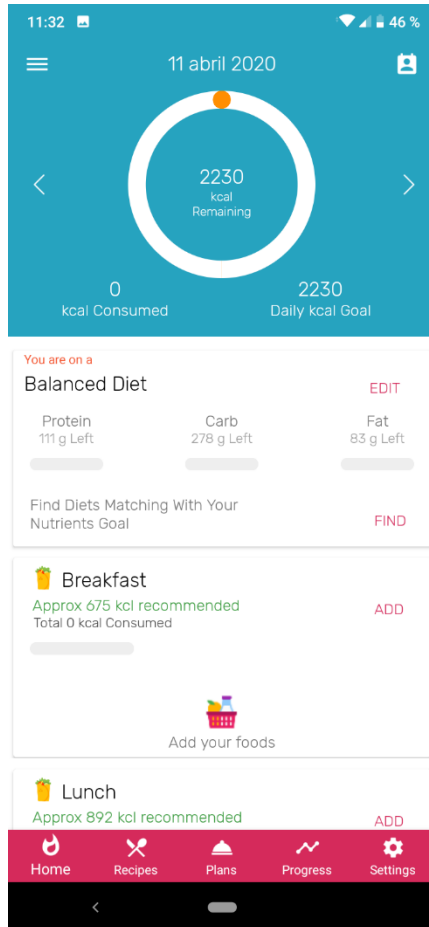 11:32 46 %
11 abril 2020
2230
kcal
Remaining
0 2230
kcal Consumed Daily kcal Goal
You are on a
Balanced Diet EDIT
Protein Carb Fat
111 g Left 278 g Left 83 g Left
Find Diets Matching With Your
Nutrients Goal FIND
Breakfast
Approx 675 kcl recommended ADD
Total 0 kcal Consumed
Add your foods
Lunch
Approx 892 kcl recommended ADD
Home Recipes Plans Progress Settings